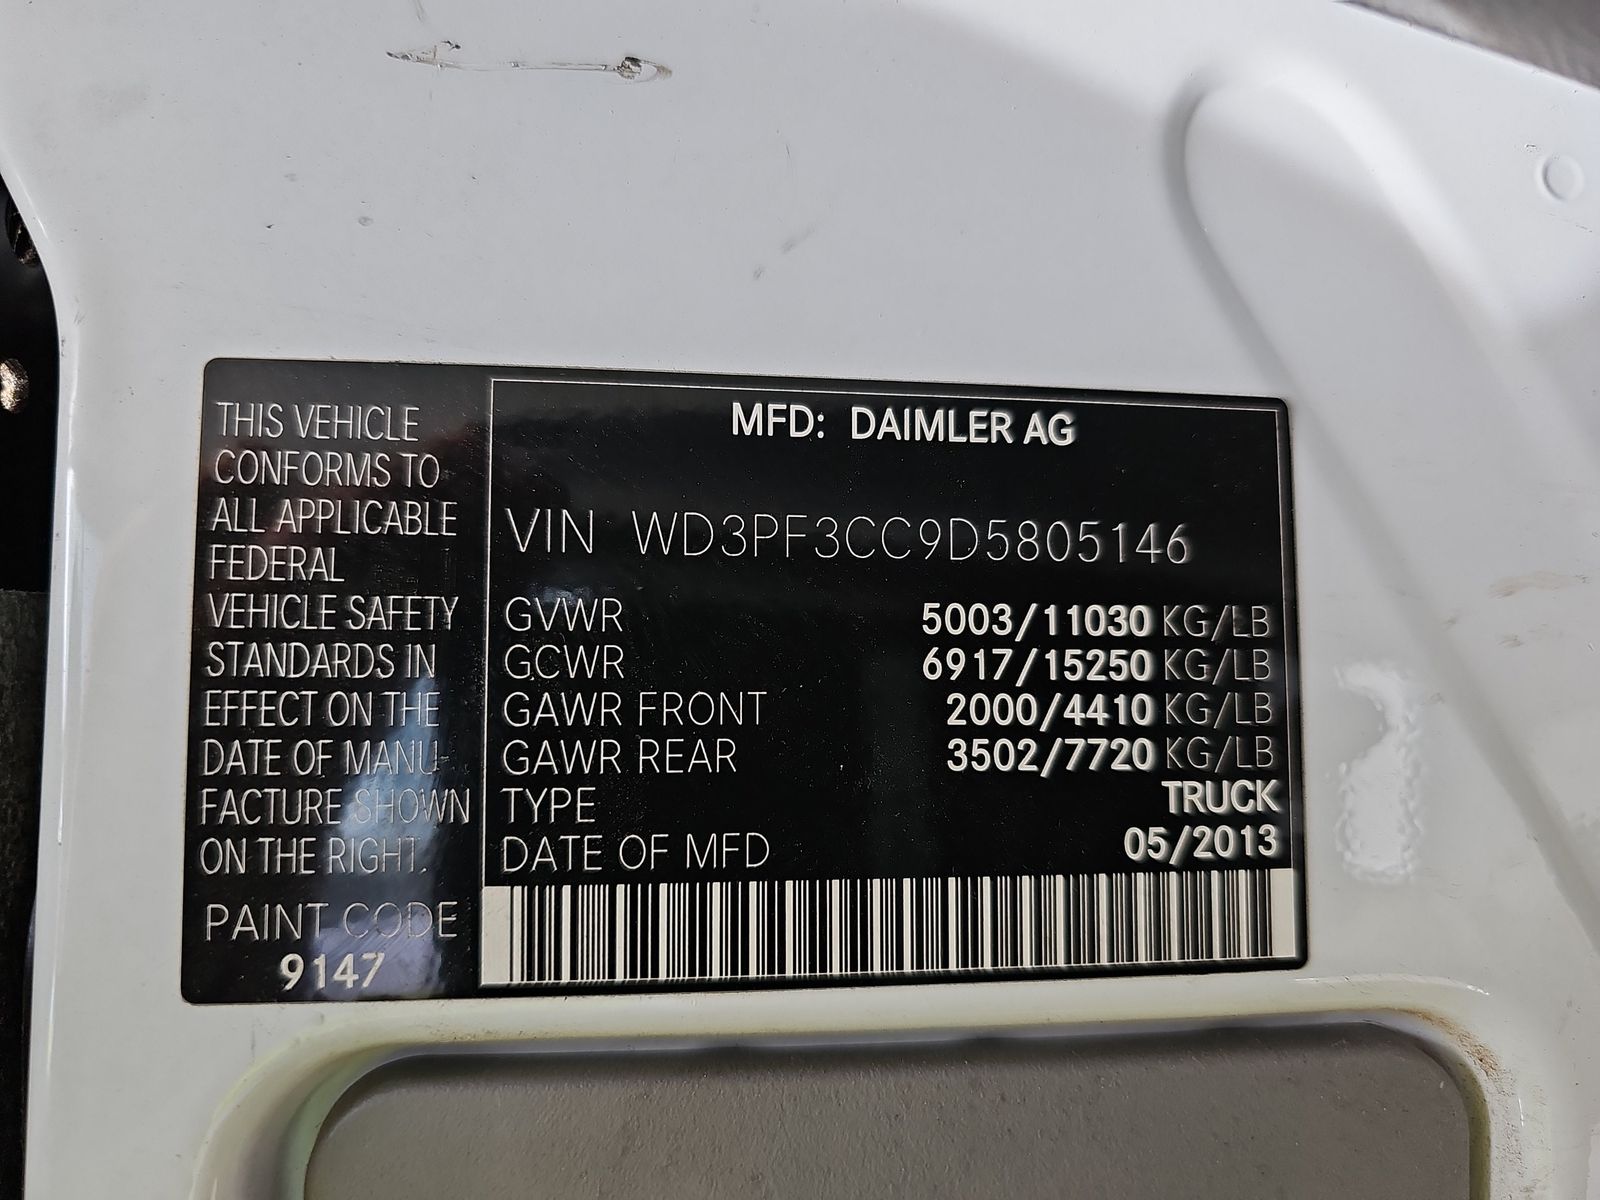 THIS VEHICLE
CONFORMS TO
ALL APPLICABLE
FEDERAL
VEHICLE SAFETY
STANDARDS IN
EFFECT ON THE
DATE OF MANU-
FACTURE SHOWN
ON THE RIGHT.
PAINT CODE
9147
MFD: DAIMLER AG
VIN WD3PF3CC9D5805146
GVWR 5003/11030 KG/LB
GCWR 6917/15250 KG/LB
GAWR FRONT 2000/4410 KG/LB
GAWR REAR 3502/7720 KG/LB
TYPE TRUCK
DATE OF MFD 05/2013